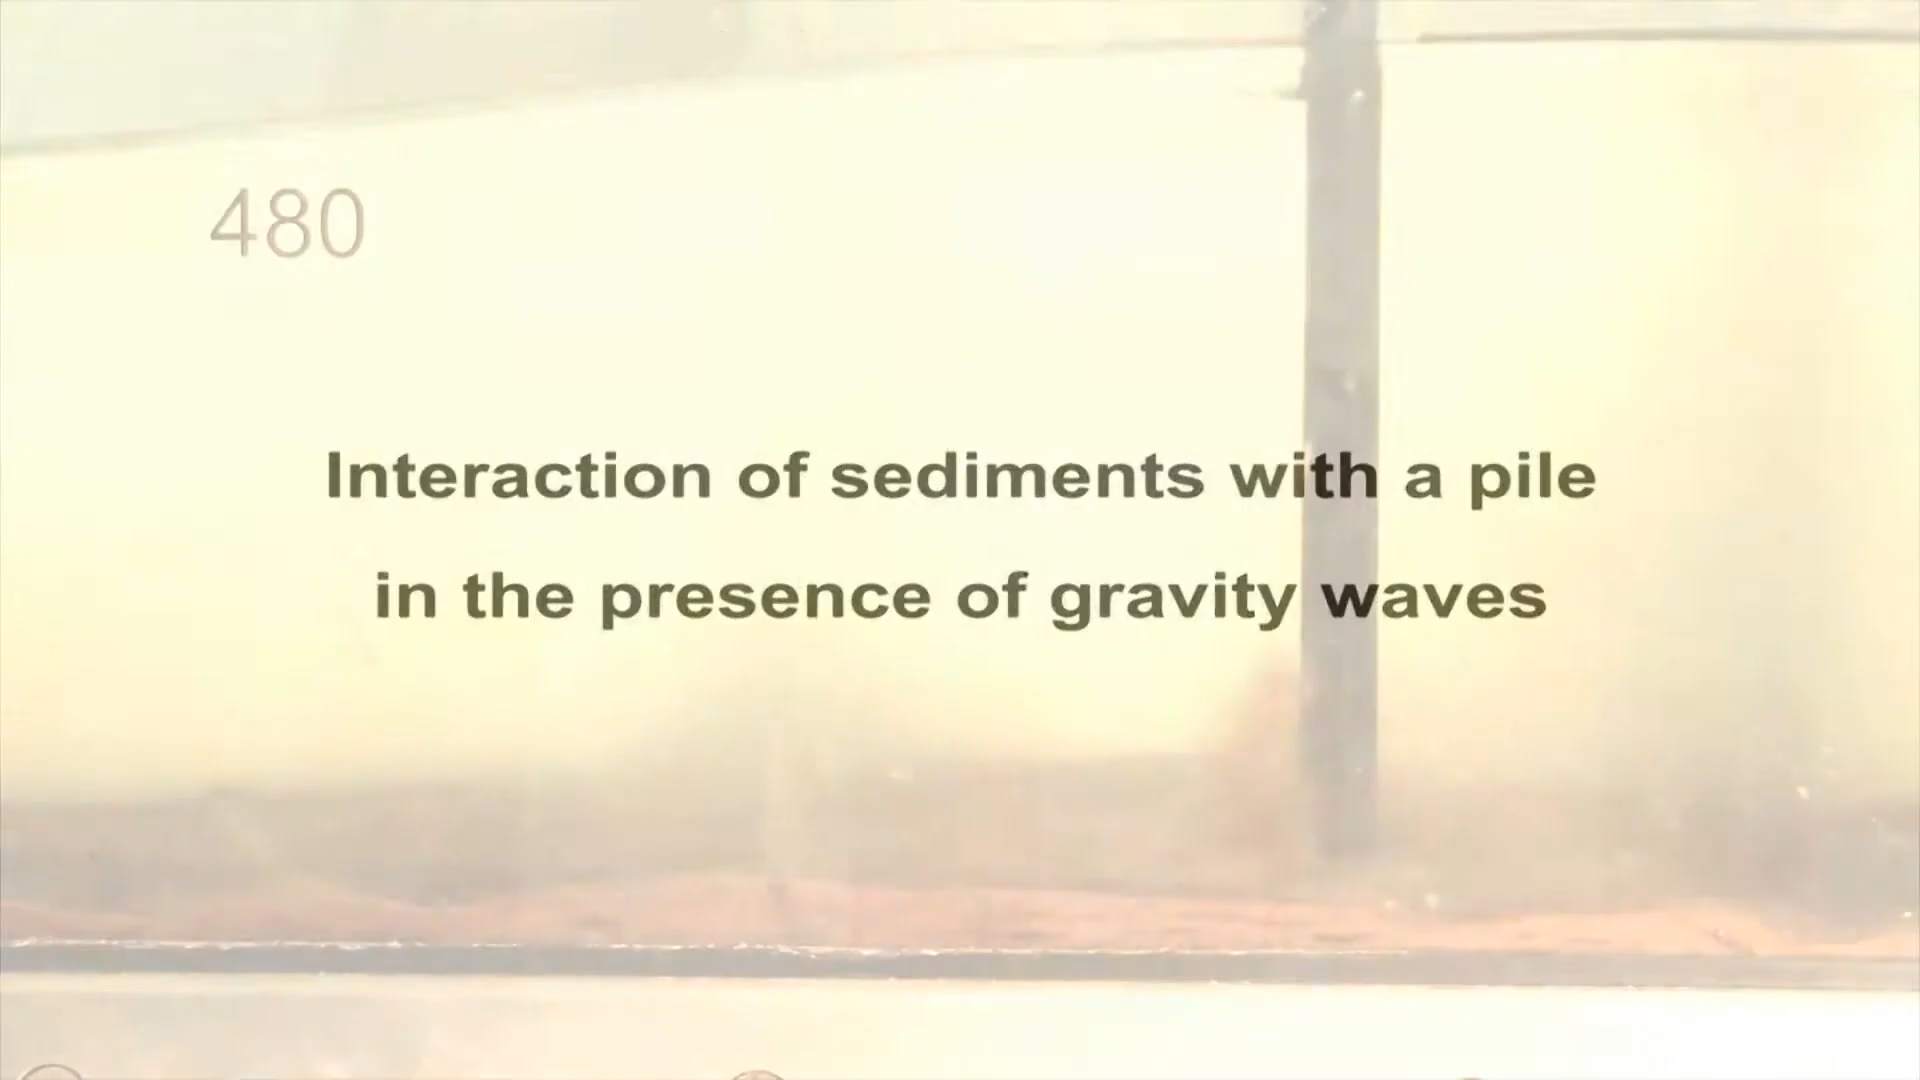 480
Interaction of sediments with a pile
in the presence of gravity waves